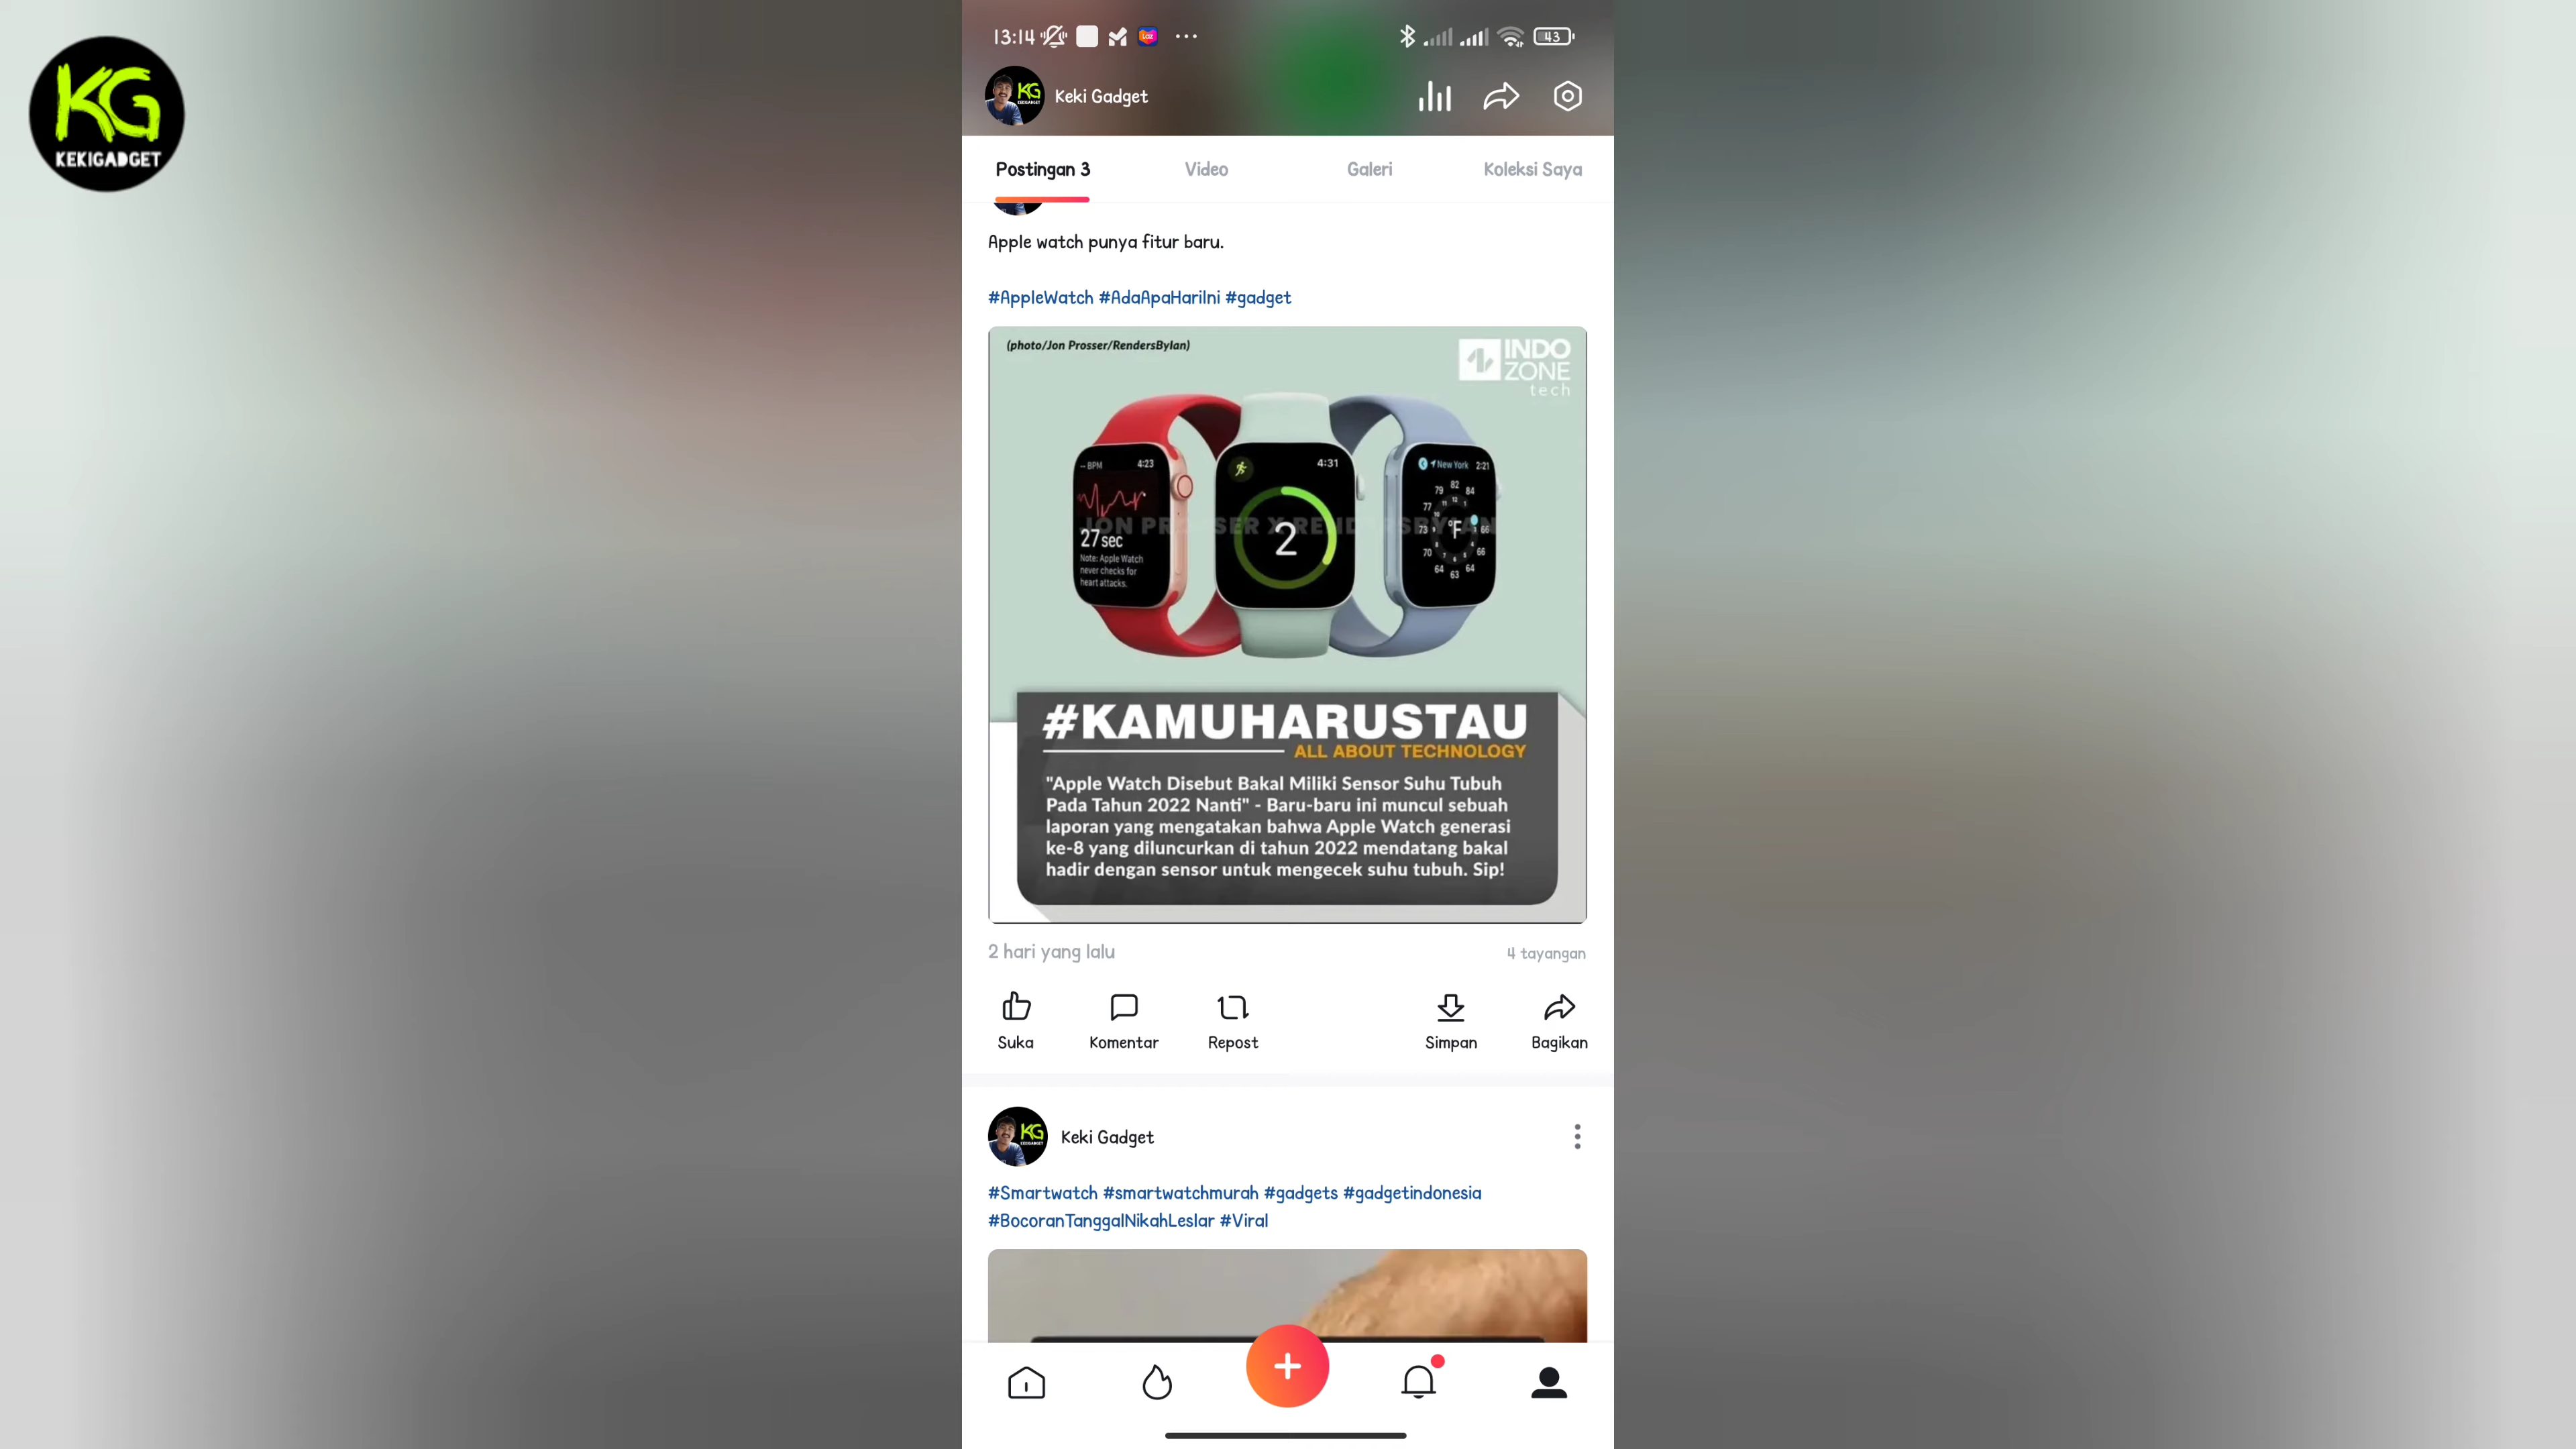 KG
KEKIGADGET
13:14
43
Keki Gadget
Postingan 3
Video
Galeri
Koleksi Saya
Apple watch punya fitur baru.
#AppleWatch #AdaApaHariIni #gadget
(photo/Jon Prosser/RendersByIan)
INDO
ZONE
tech
-- BPM 4:23
27 sec
Note: Apple Watch
never checks for
heart attacks.
4:31
2
New York 2:21
°F
JON PROSSER X RENDERSBYIAN
#KAMUHARUSTAU
ALL ABOUT TECHNOLOGY
"Apple Watch Disebut Bakal Miliki Sensor Suhu Tubuh
Pada Tahun 2022 Nanti" - Baru-baru ini muncul sebuah
laporan yang mengatakan bahwa Apple Watch generasi
ke-8 yang diluncurkan di tahun 2022 mendatang bakal
hadir dengan sensor untuk mengecek suhu tubuh. Sip!
2 hari yang lalu
4 tayangan
Suka
Komentar
Repost
Simpan
Bagikan
Keki Gadget
#Smartwatch #smartwatchmurah #gadgets #gadgetindonesia
#BocoranTanggalNikahLeslar #Viral